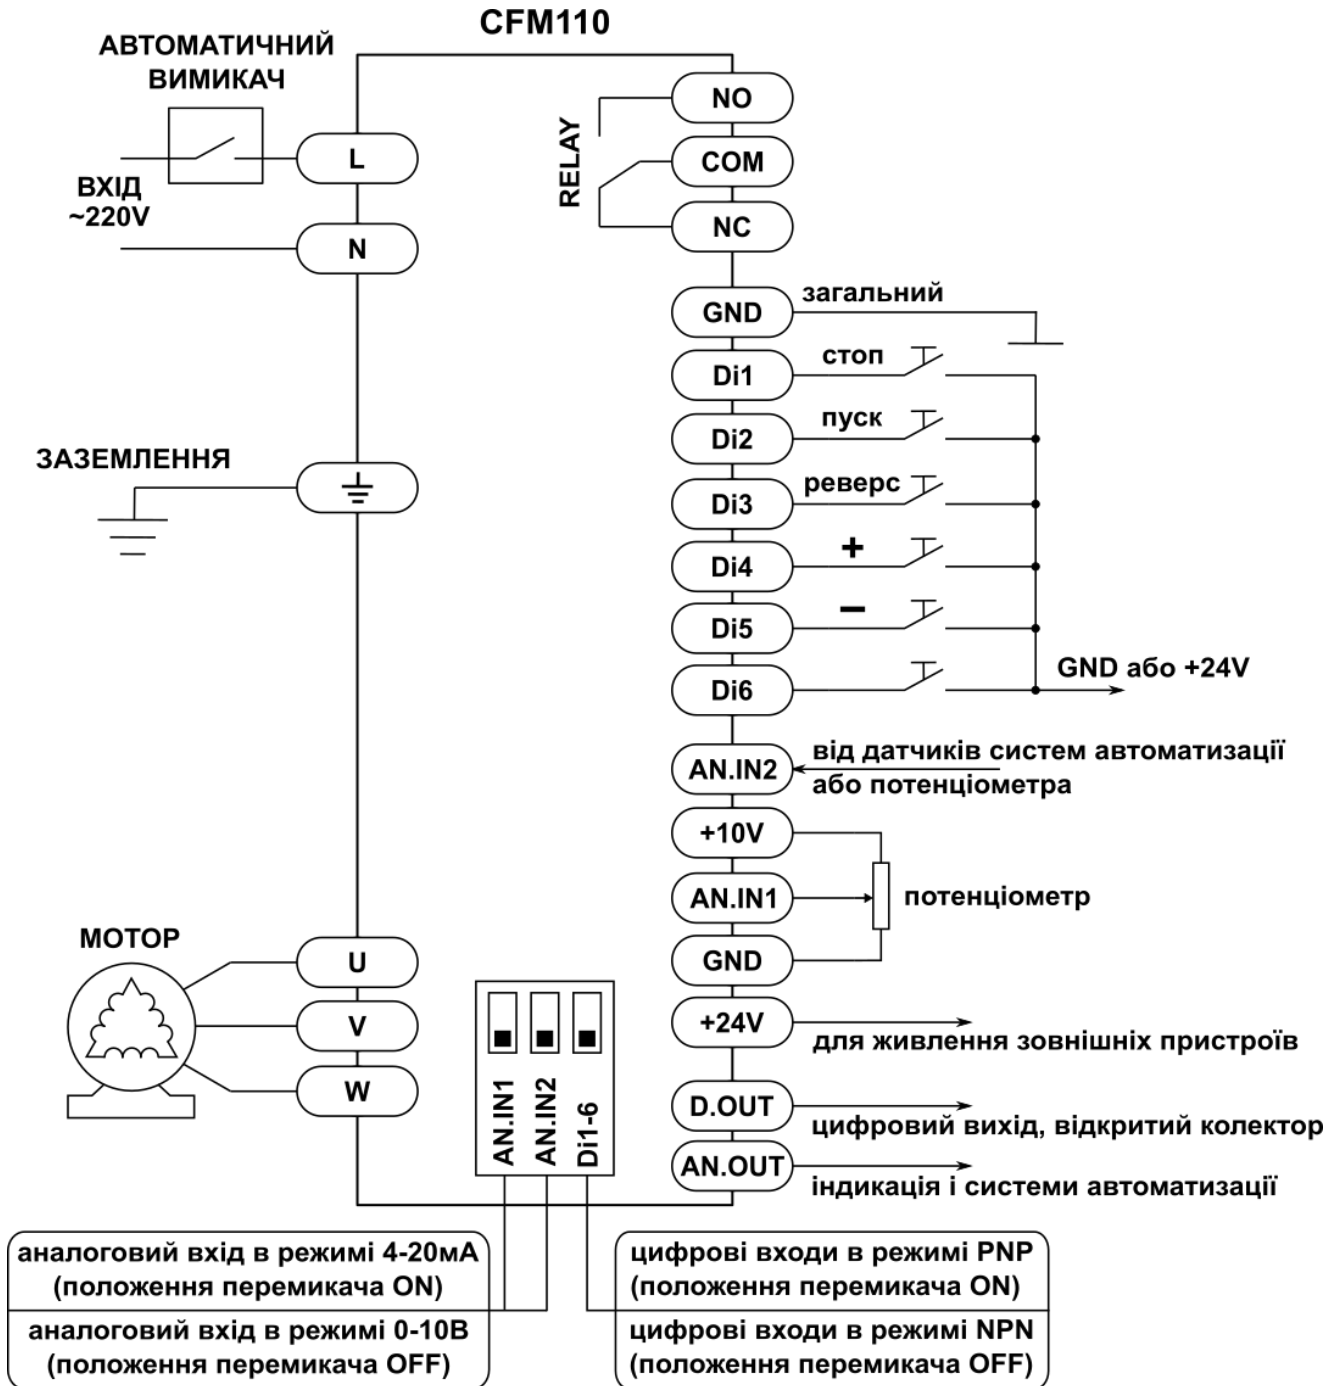 CFM110
АВТОМАТИЧНИЙ
ВИМИКАЧ
L
ВХІД
~220V
N
ЗАЗЕМЛЕННЯ
МОТОР
U
V
W
RELAY
NO
COM
NC
GND
загальний
Di1
стоп
Di2
пуск
Di3
реверс
Di4
+
Di5
−
Di6
GND або +24V
AN.IN2
від датчиків систем автоматизації
або потенціометра
+10V
AN.IN1
потенціометр
GND
+24V
для живлення зовнішніх пристроїв
D.OUT
цифровий вихід, відкритий колектор
AN.OUT
індикація і системи автоматизації
AN.IN1
AN.IN2
Di1-6
аналоговий вхід в режимі 4-20мА
(положення перемикача ON)
аналоговий вхід в режимі 0-10В
(положення перемикача OFF)
цифрові входи в режимі PNP
(положення перемикача ON)
цифрові входи в режимі NPN
(положення перемикача OFF)